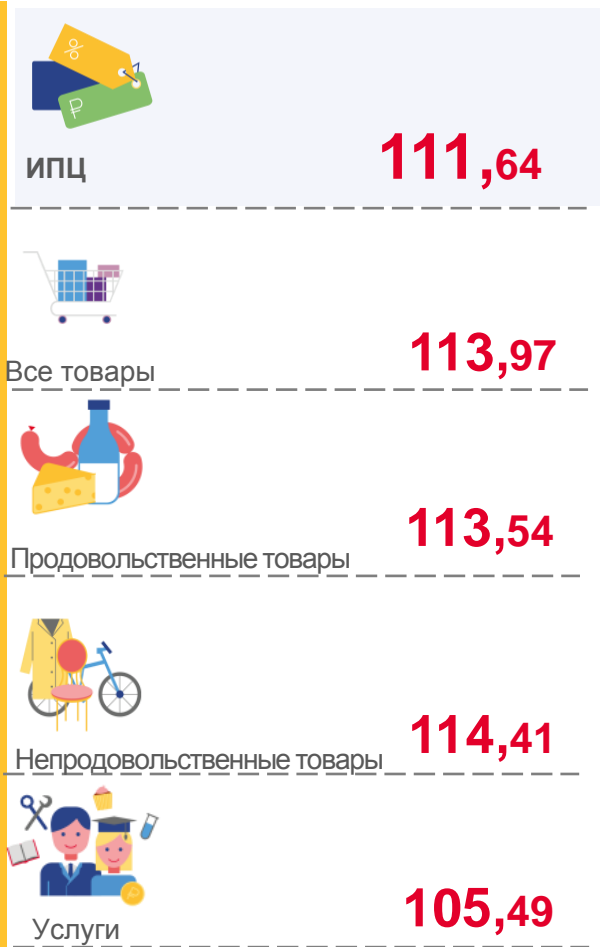 %
₽
ИПЦ
111,64
Все товары
113,97
Продовольственные товары
113,54
Непродовольственные товары
114,41
Услуги
105,49
₽